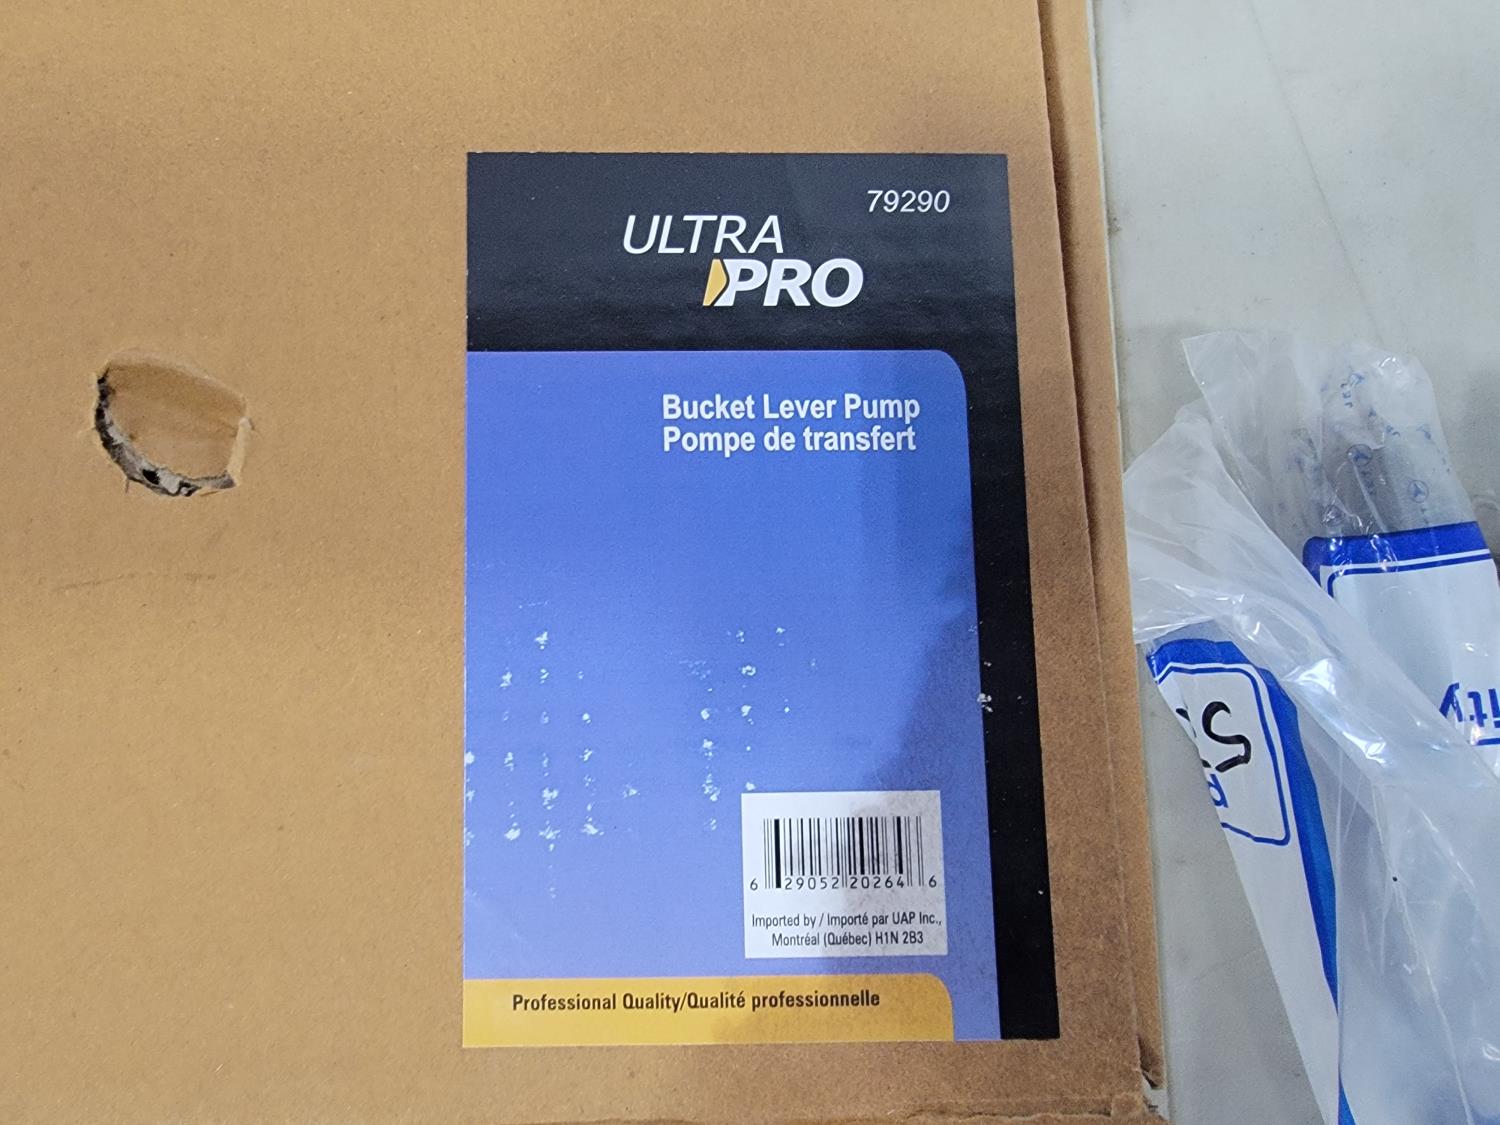 79290
ULTRA
PRO
Bucket Lever Pump
Pompe de transfert
6 29052 20264 6
Imported by / Importé par UAP Inc.,
Montréal (Québec) H1N 2B3
Professional Quality/Qualité professionnelle